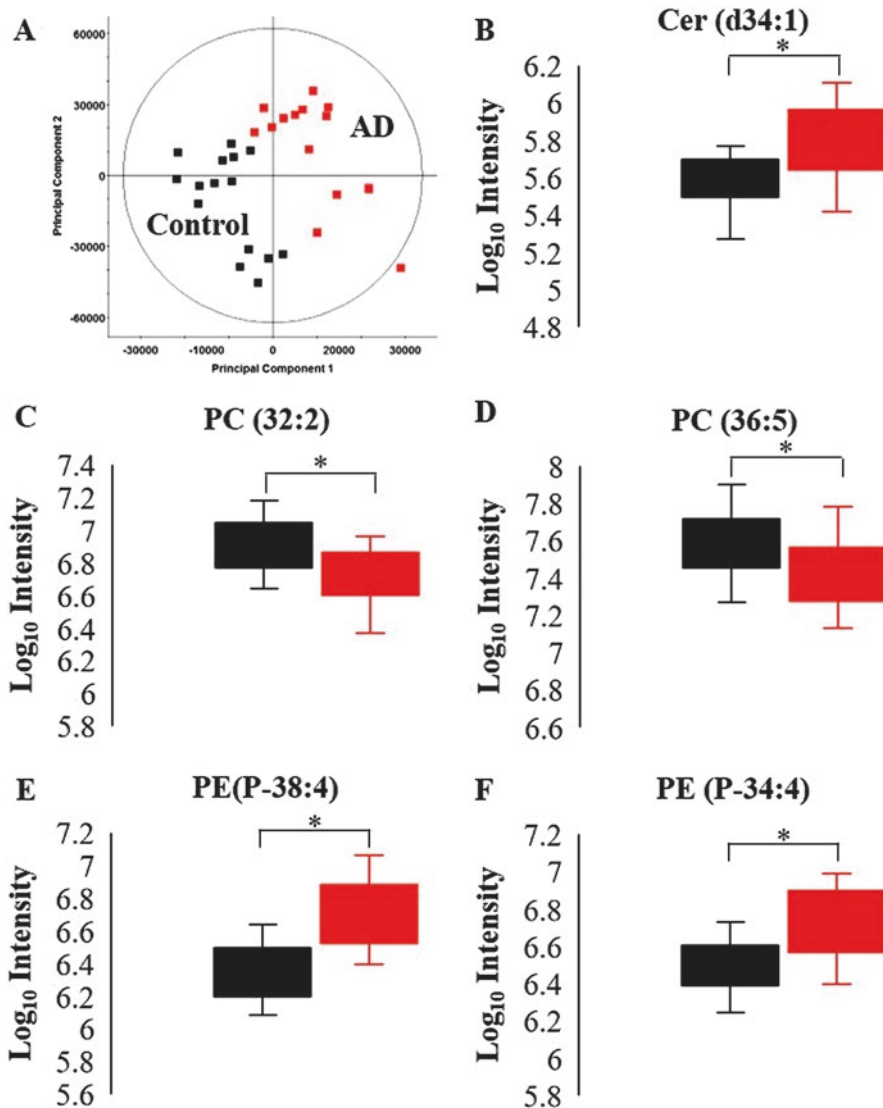 A
60000
30000
0
-30000
-60000
Principal Component 2
AD
Control
-30000 -10000 0 20000 30000
Principal Component 1
B
Cer (d34:1)
*
6.2
6
5.8
5.6
5.4
5.2
5
4.8
Log10 Intensity
C
PC (32:2)
*
7.4
7.2
7
6.8
6.6
6.4
6.2
6
5.8
Log10 Intensity
D
PC (36:5)
*
8
7.8
7.6
7.4
7.2
7
6.8
6.6
Log10 Intensity
E
PE(P-38:4)
*
7.2
7
6.8
6.6
6.4
6.2
6
5.8
5.6
Log10 Intensity
F
PE (P-34:4)
*
7.2
7
6.8
6.6
6.4
6.2
6
5.8
Log10 Intensity